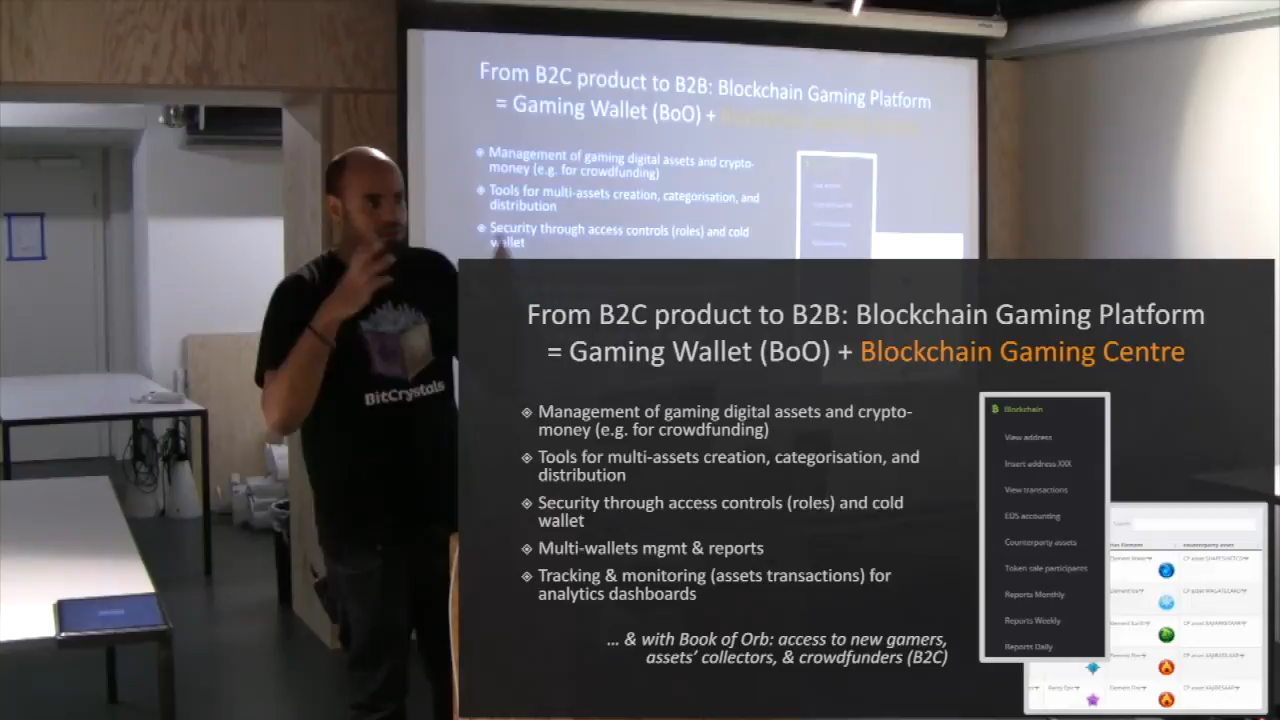 From B2C product to B2B: Blockchain Gaming Platform
= Gaming Wallet (BoO) +
Management of gaming digital assets and crypto-
money (e.g. for crowdfunding)
Tools for multi-assets creation, categorisation, and
distribution
Security through access controls (roles) and cold
wallet
BitCrystals
From B2C product to B2B: Blockchain Gaming Platform
= Gaming Wallet (BoO) + Blockchain Gaming Centre
Management of gaming digital assets and crypto-
money (e.g. for crowdfunding)
Tools for multi-assets creation, categorisation, and
distribution
Security through access controls (roles) and cold
wallet
Multi-wallets mgmt & reports
Tracking & monitoring (assets transactions) for
analytics dashboards
... & with Book of Orb: access to new gamers,
assets' collectors, & crowdfunders (B2C)
Blockchain
View address
Insert address XXX
View transactions
EDS accounting
Counterparty assets
Token sale participants
Reports Monthly
Reports Weekly
Reports Daily